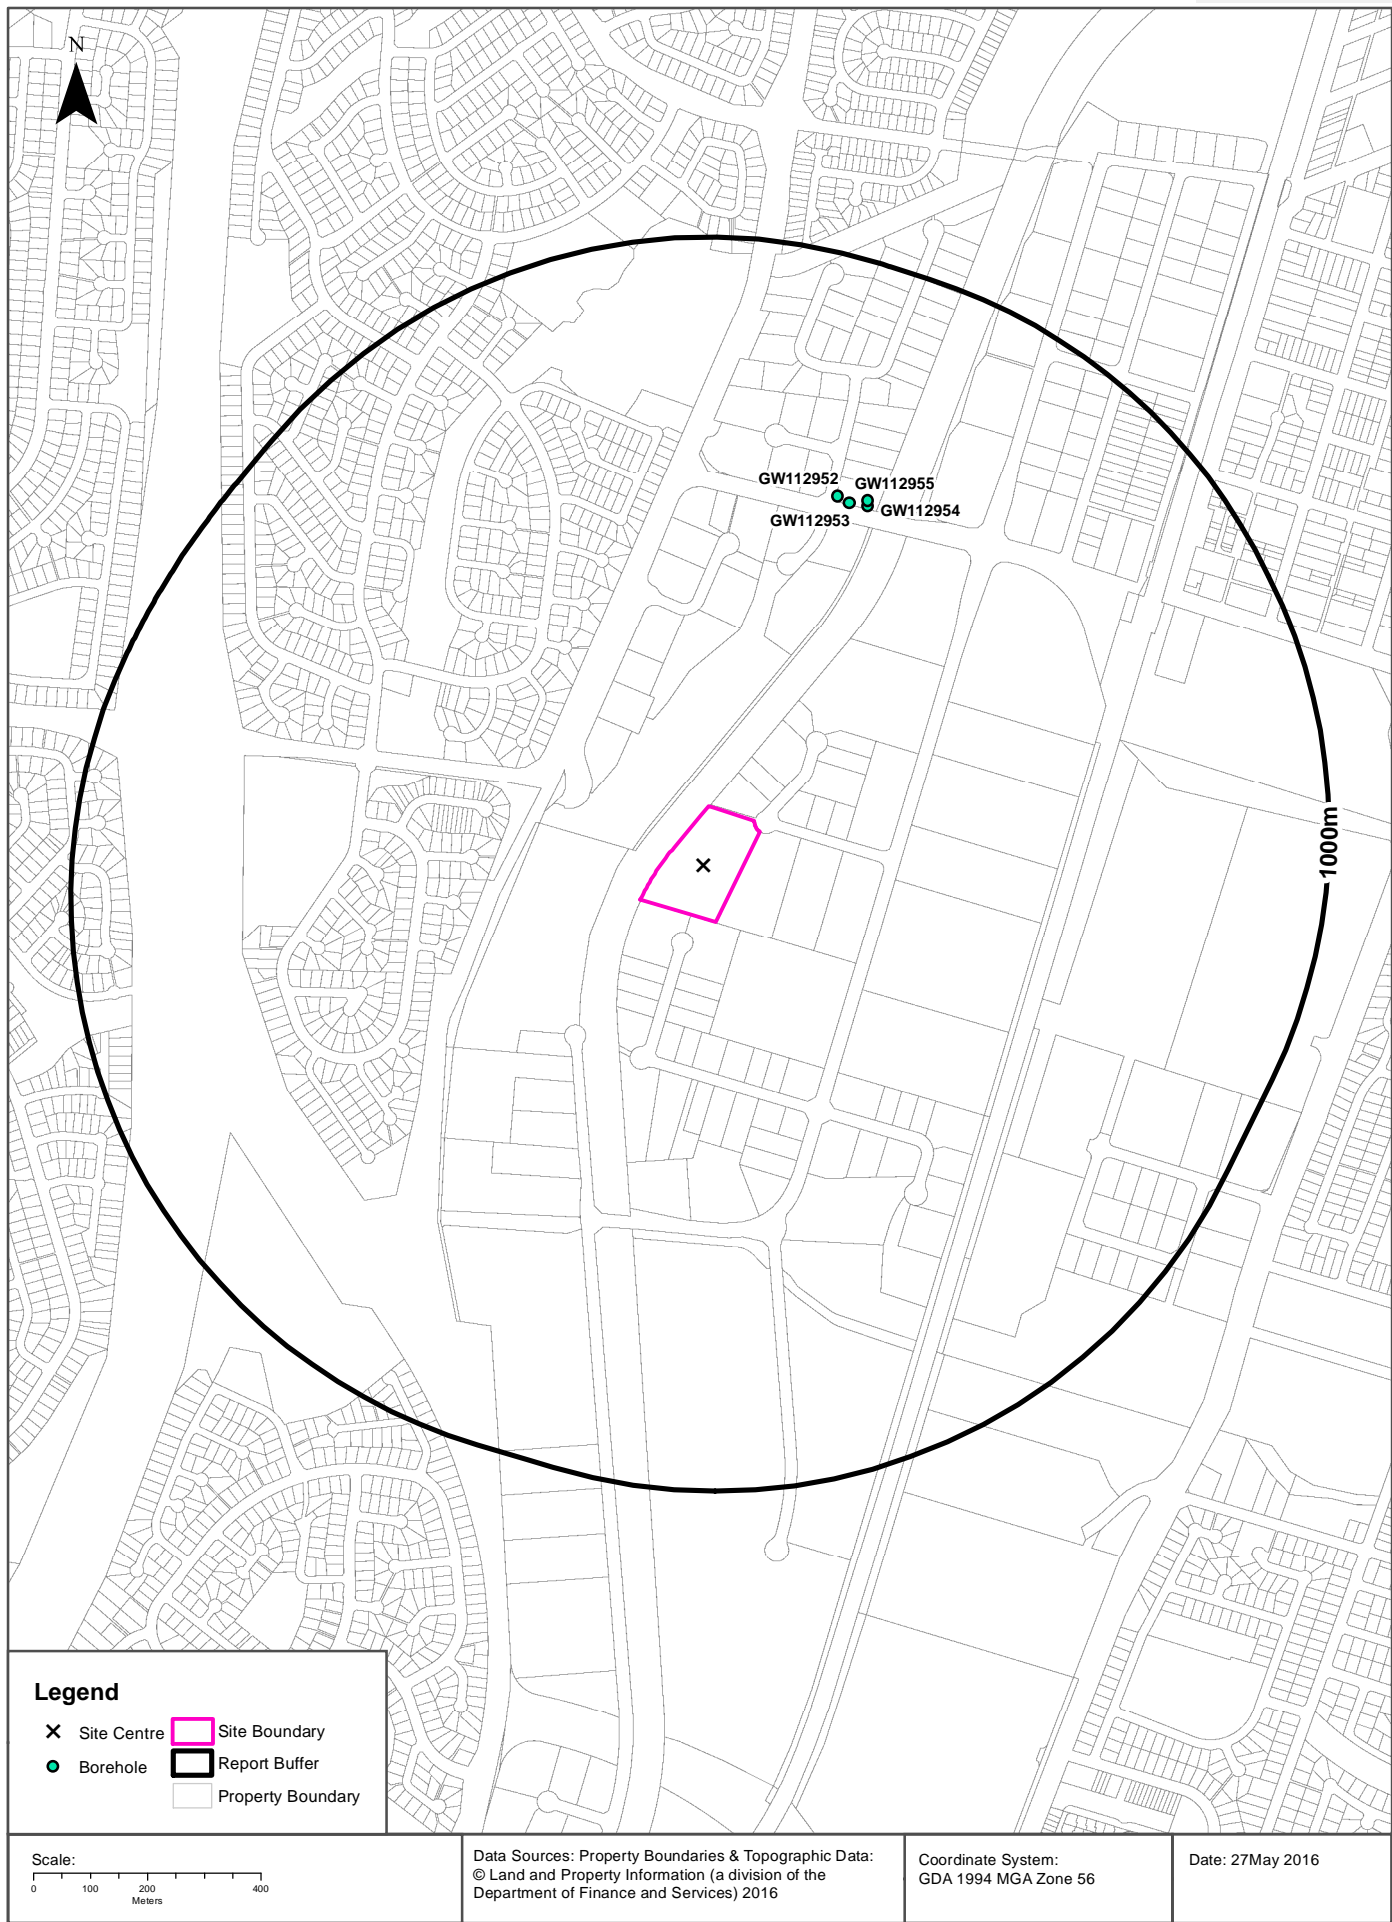 N
GW112952
GW112955
GW112954
GW112953
1000m
Legend
Site Centre
Site Boundary
Borehole
Report Buffer
Property Boundary
Scale:
0 100 200 400
Meters
Data Sources: Property Boundaries & Topographic Data:
© Land and Property Information (a division of the
Department of Finance and Services) 2016
Coordinate System:
GDA 1994 MGA Zone 56
Date: 27May 2016